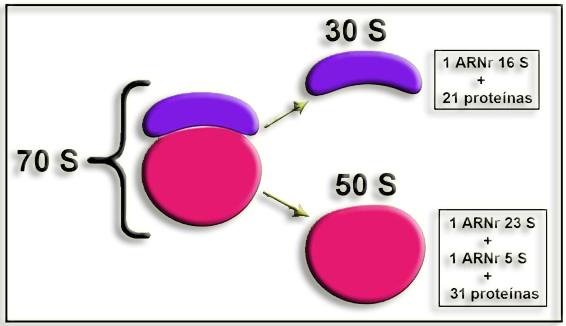 30 S
1 ARNr 16 S
+
21 proteínas
70 S
50 S
1 ARNr 23 S
+
1 ARNr 5 S
+
31 proteínas